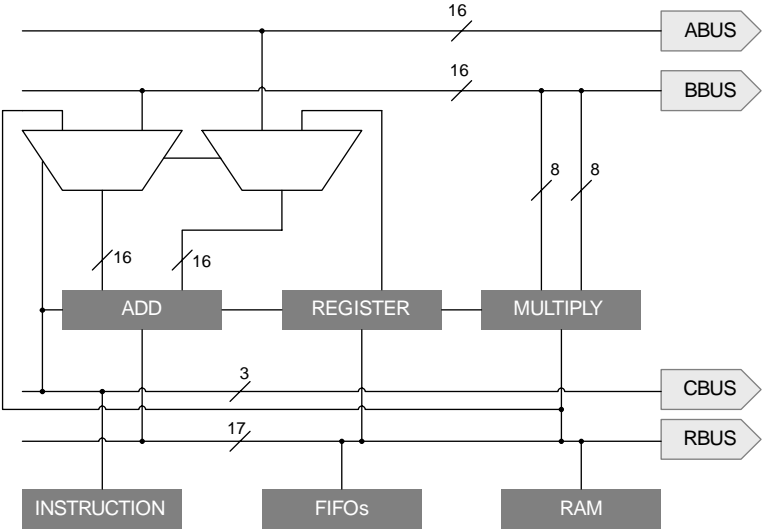 16
ABUS
16
BBUS
8
8
16
16
ADD
REGISTER
MULTIPLY
3
CBUS
17
RBUS
INSTRUCTION
FIFOs
RAM